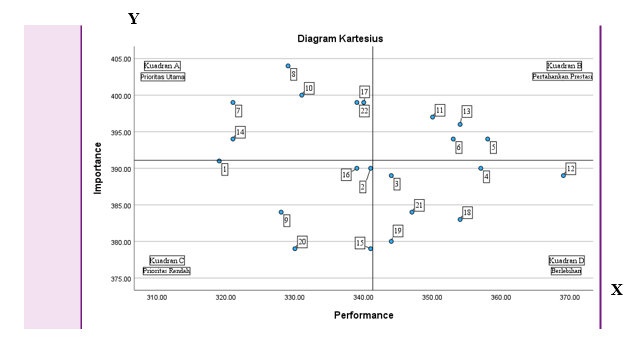 Y
Diagram Kartesius
405.00
Kuadran A
Prioritas Utama
Kuadran B
Pertahankan Prestasi
8
10
17
400.00
7
22
11
13
395.00
14
6
5
390.00
1
16
2
3
4
12
385.00
9
21
18
19
380.00
20
15
Kuadran C
Prioritas Rendah
Kuadran D
Berlebihan
375.00
Importance
310.00 320.00 330.00 340.00 350.00 360.00 370.00
Performance
X